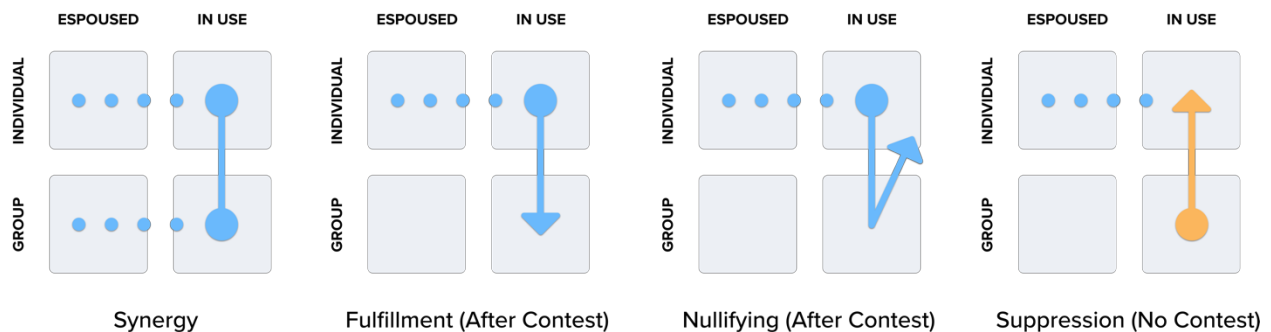 ESPOUSED IN USE
INDIVIDUAL
GROUP
Synergy
ESPOUSED IN USE
INDIVIDUAL
GROUP
Fulfillment (After Contest)
ESPOUSED IN USE
INDIVIDUAL
GROUP
Nullifying (After Contest)
ESPOUSED IN USE
INDIVIDUAL
GROUP
Suppression (No Contest)